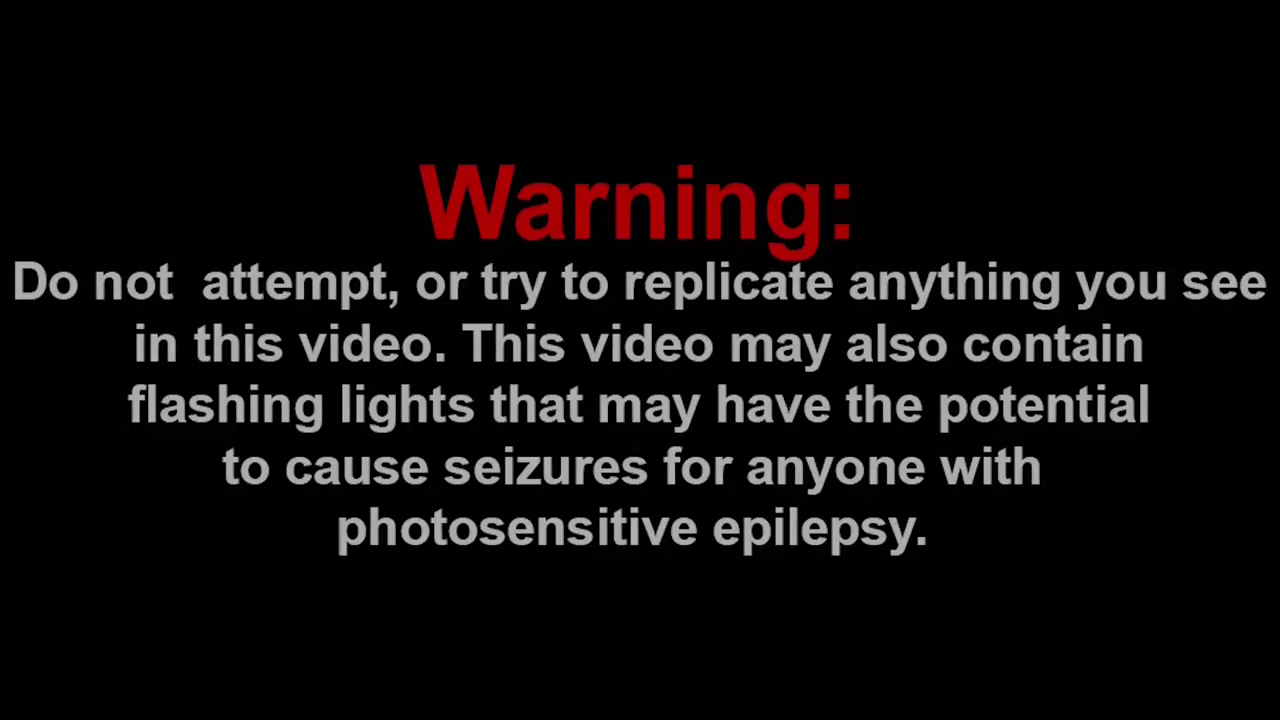 Warning:
Do not  attempt, or try to replicate anything you see
in this video. This video may also contain
flashing lights that may have the potential
to cause seizures for anyone with
photosensitive epilepsy.